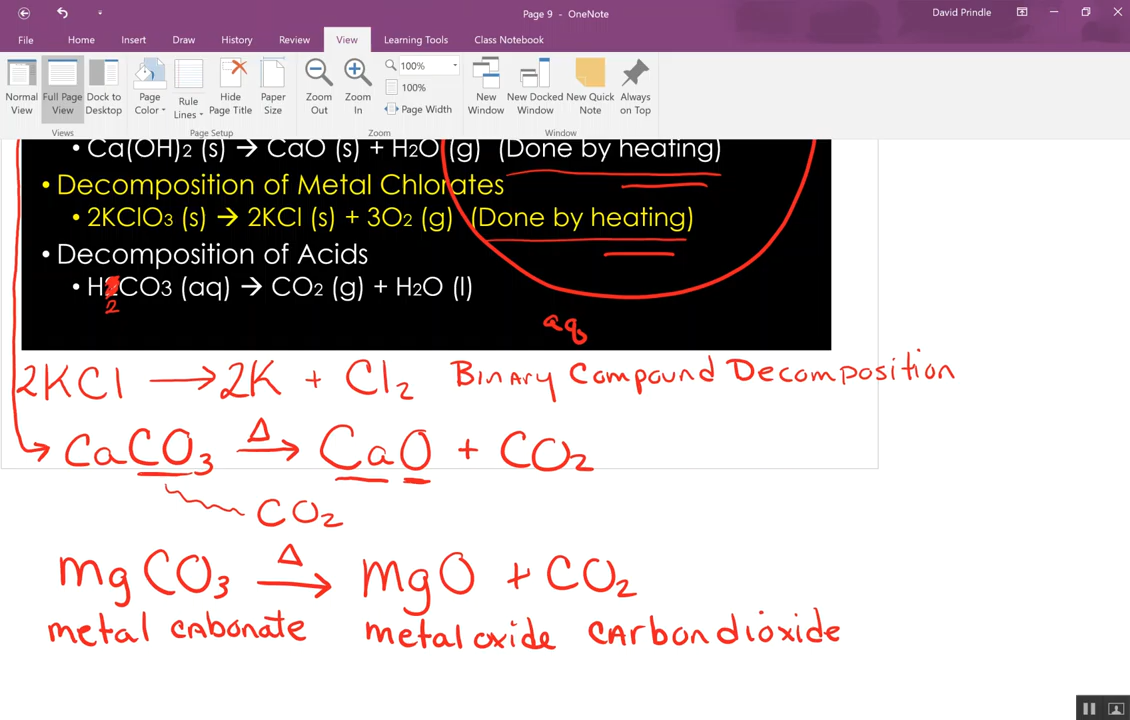 Page 9 - OneNote
David Prindle
File Home Insert Draw History Review View Learning Tools Class Notebook
Normal View
Full Page View
Dock to Desktop
Page Color
Rule Lines
Hide Page Title
Paper Size
Zoom Out
Zoom In
100%
100%
Page Width
New Window
New Docked Window
New Quick Note
Always on Top
Views Page Setup Zoom Window
• Ca(OH)2 (s) → CaO (s) + H2O (g) (Done by heating)
• Decomposition of Metal Chlorates
• 2KClO3 (s) → 2KCl (s) + 3O2 (g) (Done by heating)
• Decomposition of Acids
• H2CO3 (aq) → CO2 (g) + H2O (l)
2
aq
2KCl → 2K + Cl2 Binary Compound Decomposition
CaCO3 Δ→ CaO + CO2
CO2
mgCO3 Δ→ MgO + CO2
metal cabonate metal oxide carbon dioxide